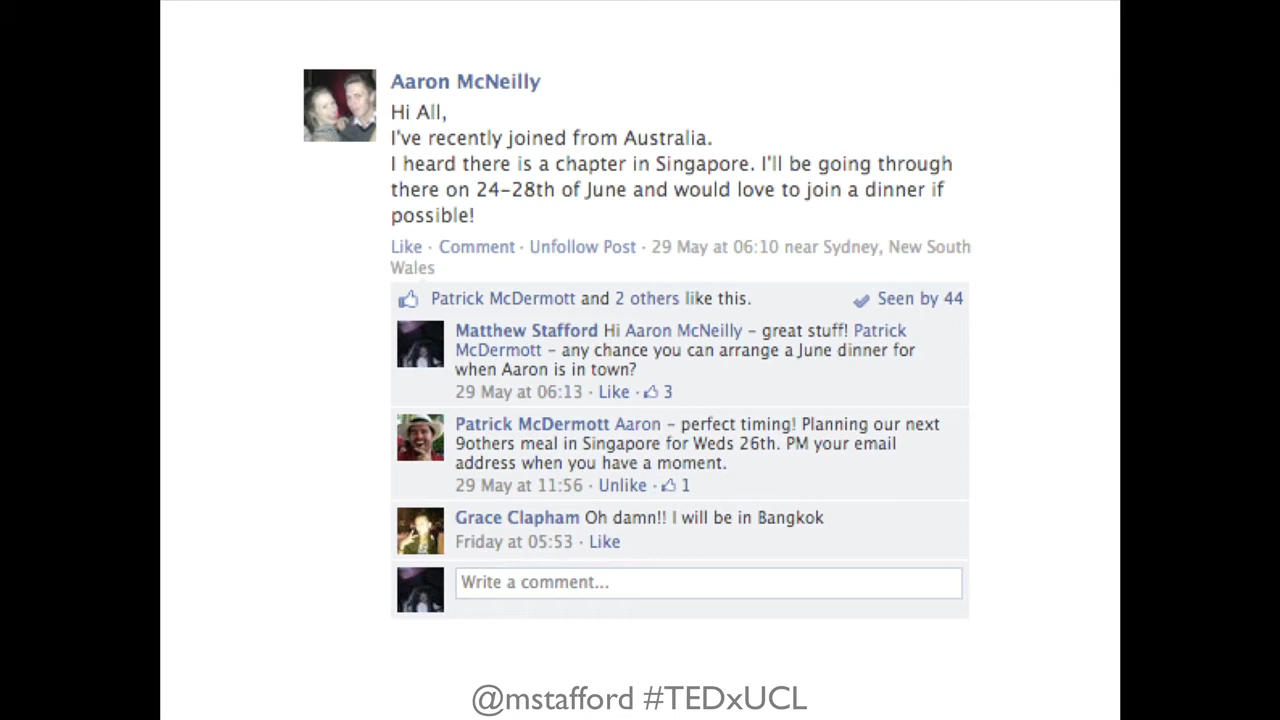 Aaron McNeilly
Hi All,
I've recently joined from Australia.
I heard there is a chapter in Singapore. I'll be going through
there on 24-28th of June and would love to join a dinner if
possible!
Like · Comment · Unfollow Post · 29 May at 06:10 near Sydney, New South
Wales
Patrick McDermott and 2 others like this. Seen by 44
Matthew Stafford Hi Aaron McNeilly – great stuff! Patrick
McDermott – any chance you can arrange a June dinner for
when Aaron is in town?
29 May at 06:13 · Like · 3
Patrick McDermott Aaron – perfect timing! Planning our next
9others meal in Singapore for Weds 26th. PM your email
address when you have a moment.
29 May at 11:56 · Unlike · 1
Grace Clapham Oh damn!! I will be in Bangkok
Friday at 05:53 · Like
Write a comment...
@mstafford #TEDxUCL